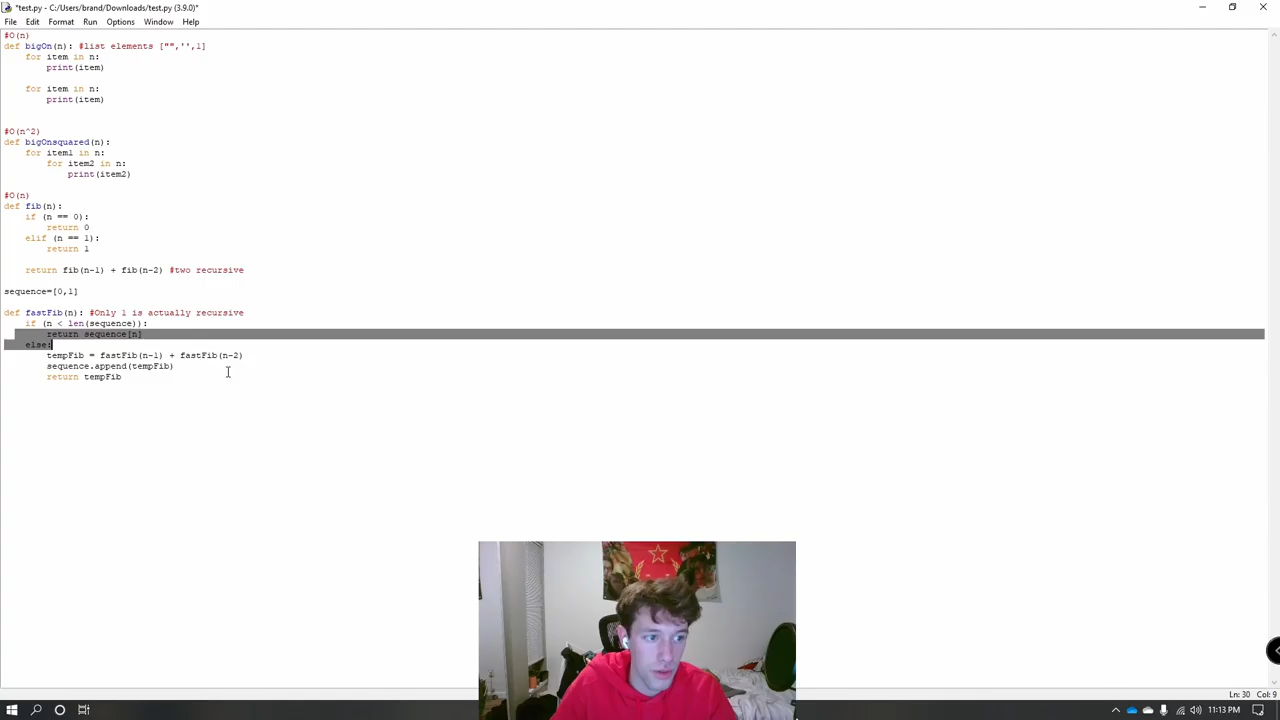 *test.py - C:/Users/brand/Downloads/test.py (3.9.0)*
File Edit Format Run Options Window Help
#O(n)
def bigOn(n): #list elements ["",'',1]
for item in n:
print(item)
for item in n:
print(item)
#O(n^2)
def bigOnsquared(n):
for item1 in n:
for item2 in n:
print(item2)
#O(n)
def fib(n):
if (n == 0):
return 0
elif (n == 1):
return 1
return fib(n-1) + fib(n-2) #two recursive
sequence=[0,1]
def fastFib(n): #Only 1 is actually recursive
if (n < len(sequence)):
return sequence[n]
else:
tempFib = fastFib(n-1) + fastFib(n-2)
sequence.append(tempFib)
return tempFib
Ln: 30 Col: 9
11:13 PM